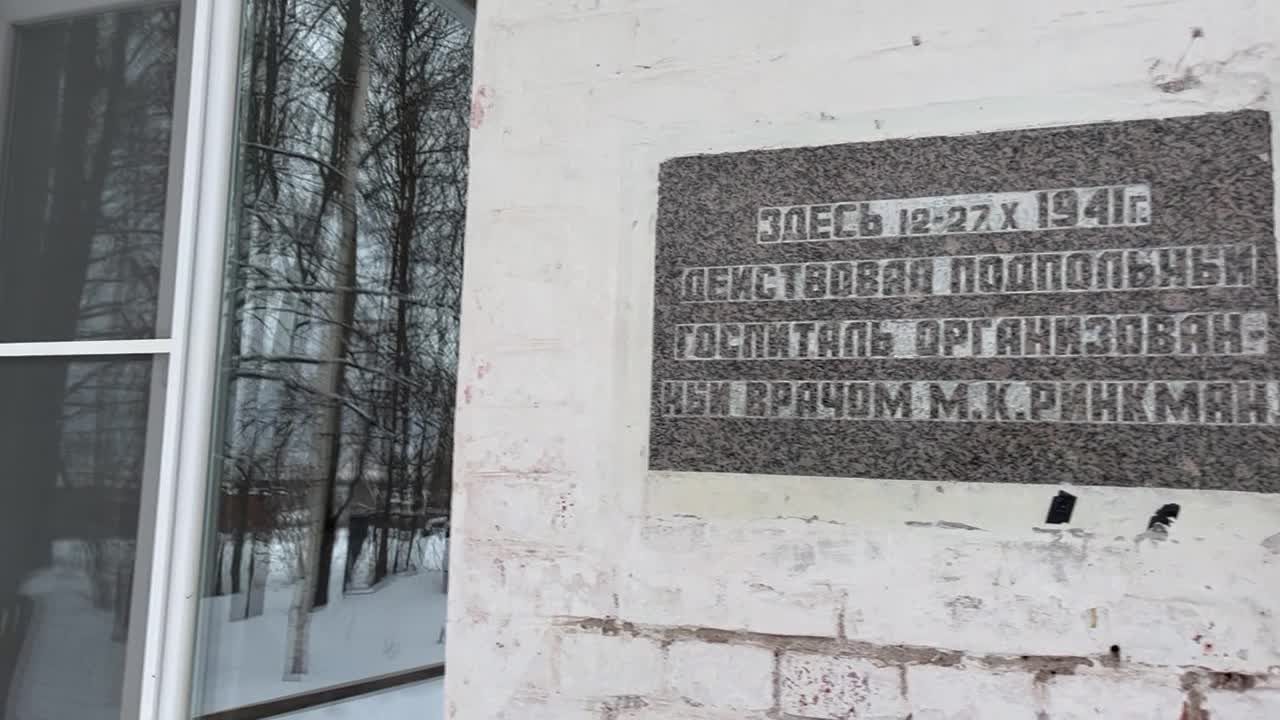 ЗДЕСЬ 12-27.X 1941г.
ДЕЙСТВОВАЛ ПОДПОЛЬНЫЙ
ГОСПИТАЛЬ ОРГАНИЗОВАН-
НЫЙ ВРАЧОМ М.К.РИНКМАН